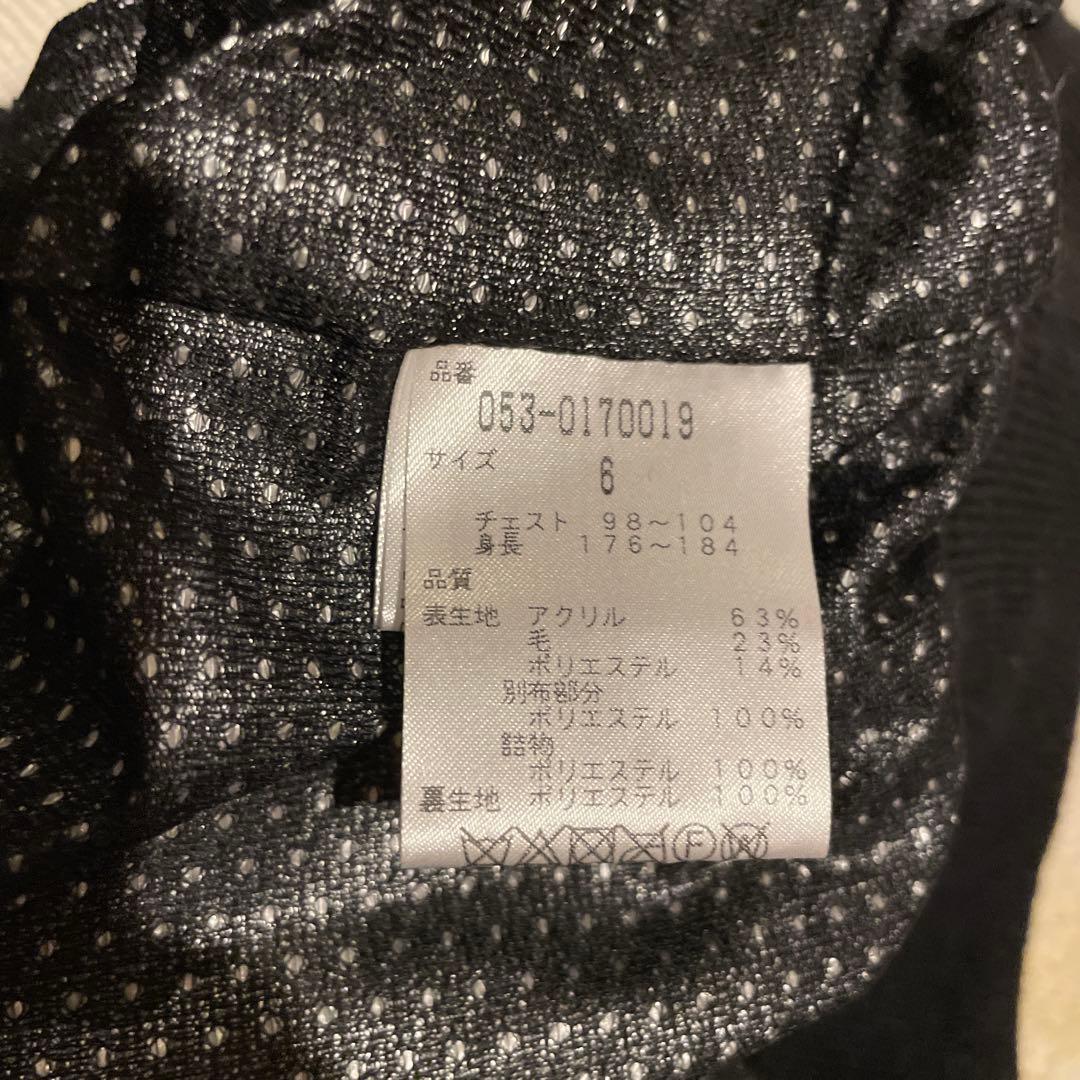 品番
053-0170019
サイズ
6
チェスト 98～104
身長 176～184
品質
表生地 アクリル 63%
毛 23%
ポリエステル 14%
別布部分
ポリエステル 100%
詰物
ポリエステル 100%
裏生地 ポリエステル 100%
F